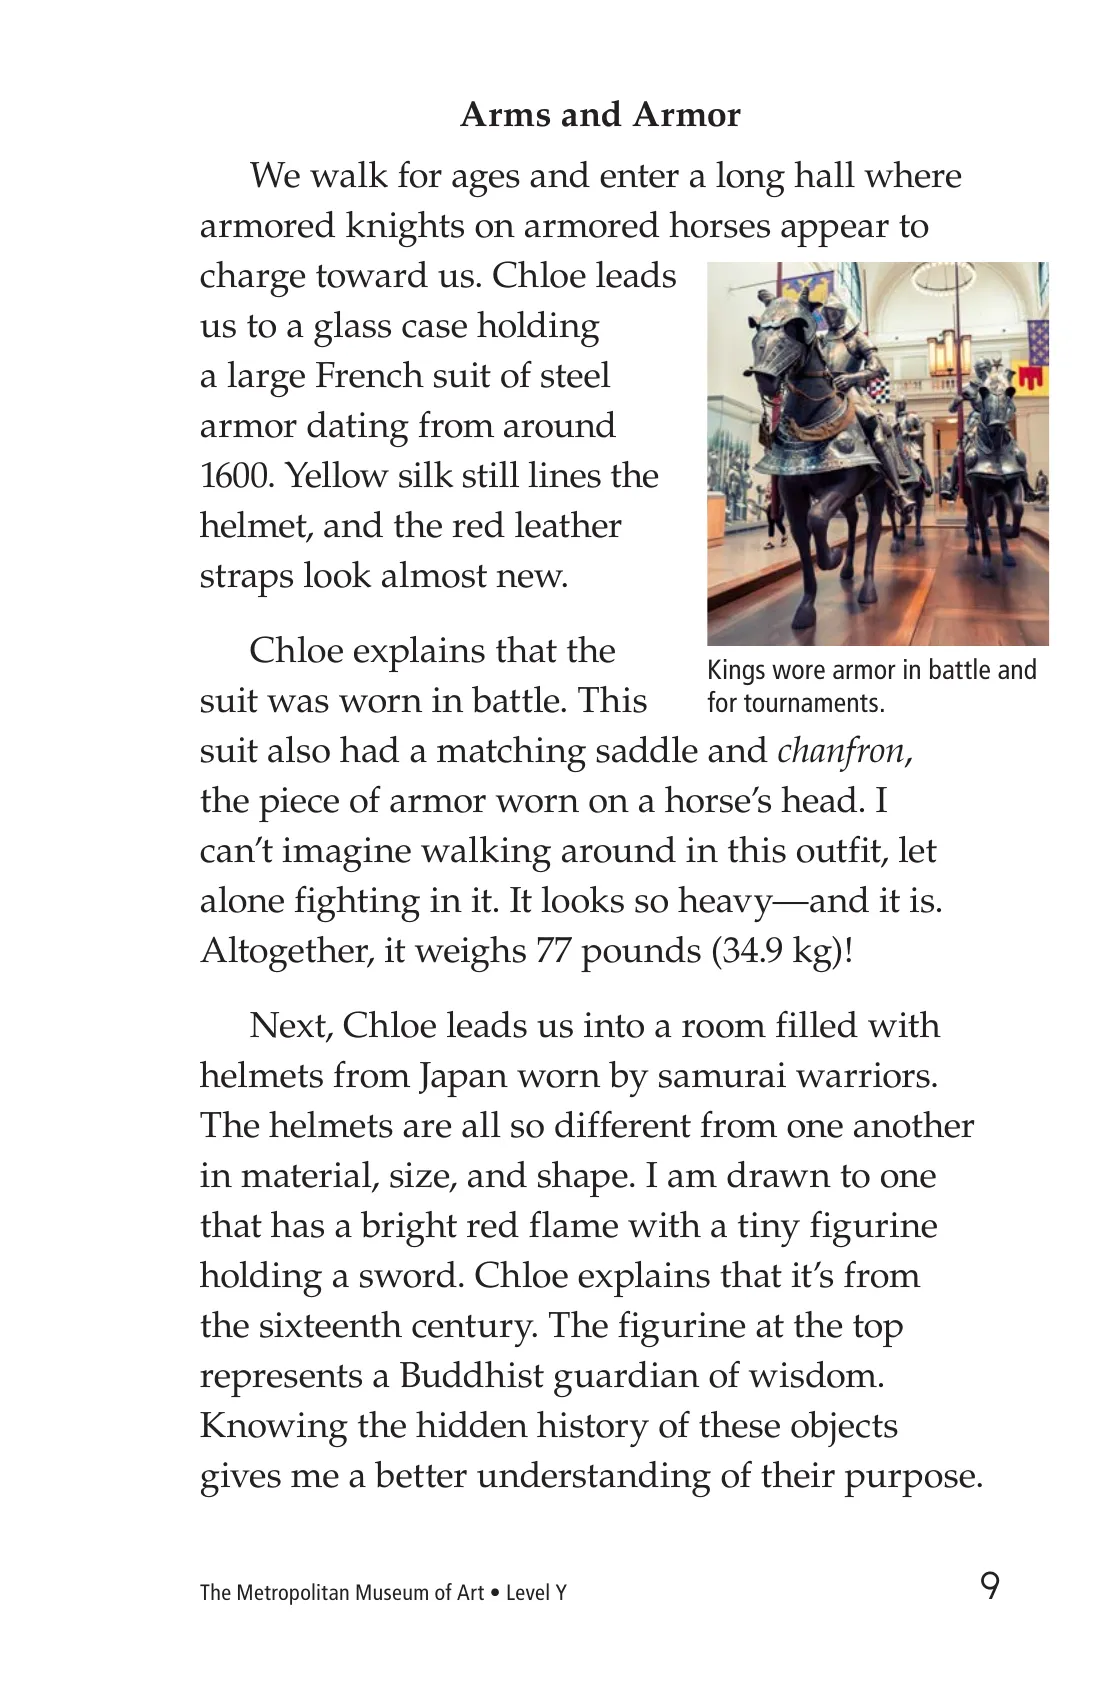 Arms and Armor
We walk for ages and enter a long hall where
armored knights on armored horses appear to
charge toward us. Chloe leads
us to a glass case holding
a large French suit of steel
armor dating from around
1600. Yellow silk still lines the
helmet, and the red leather
straps look almost new.
Kings wore armor in battle and
for tournaments.
Chloe explains that the
suit was worn in battle. This
suit also had a matching saddle and chanfron,
the piece of armor worn on a horse’s head. I
can’t imagine walking around in this outfit, let
alone fighting in it. It looks so heavy—and it is.
Altogether, it weighs 77 pounds (34.9 kg)!
Next, Chloe leads us into a room filled with
helmets from Japan worn by samurai warriors.
The helmets are all so different from one another
in material, size, and shape. I am drawn to one
that has a bright red flame with a tiny figurine
holding a sword. Chloe explains that it’s from
the sixteenth century. The figurine at the top
represents a Buddhist guardian of wisdom.
Knowing the hidden history of these objects
gives me a better understanding of their purpose.
The Metropolitan Museum of Art • Level Y
9